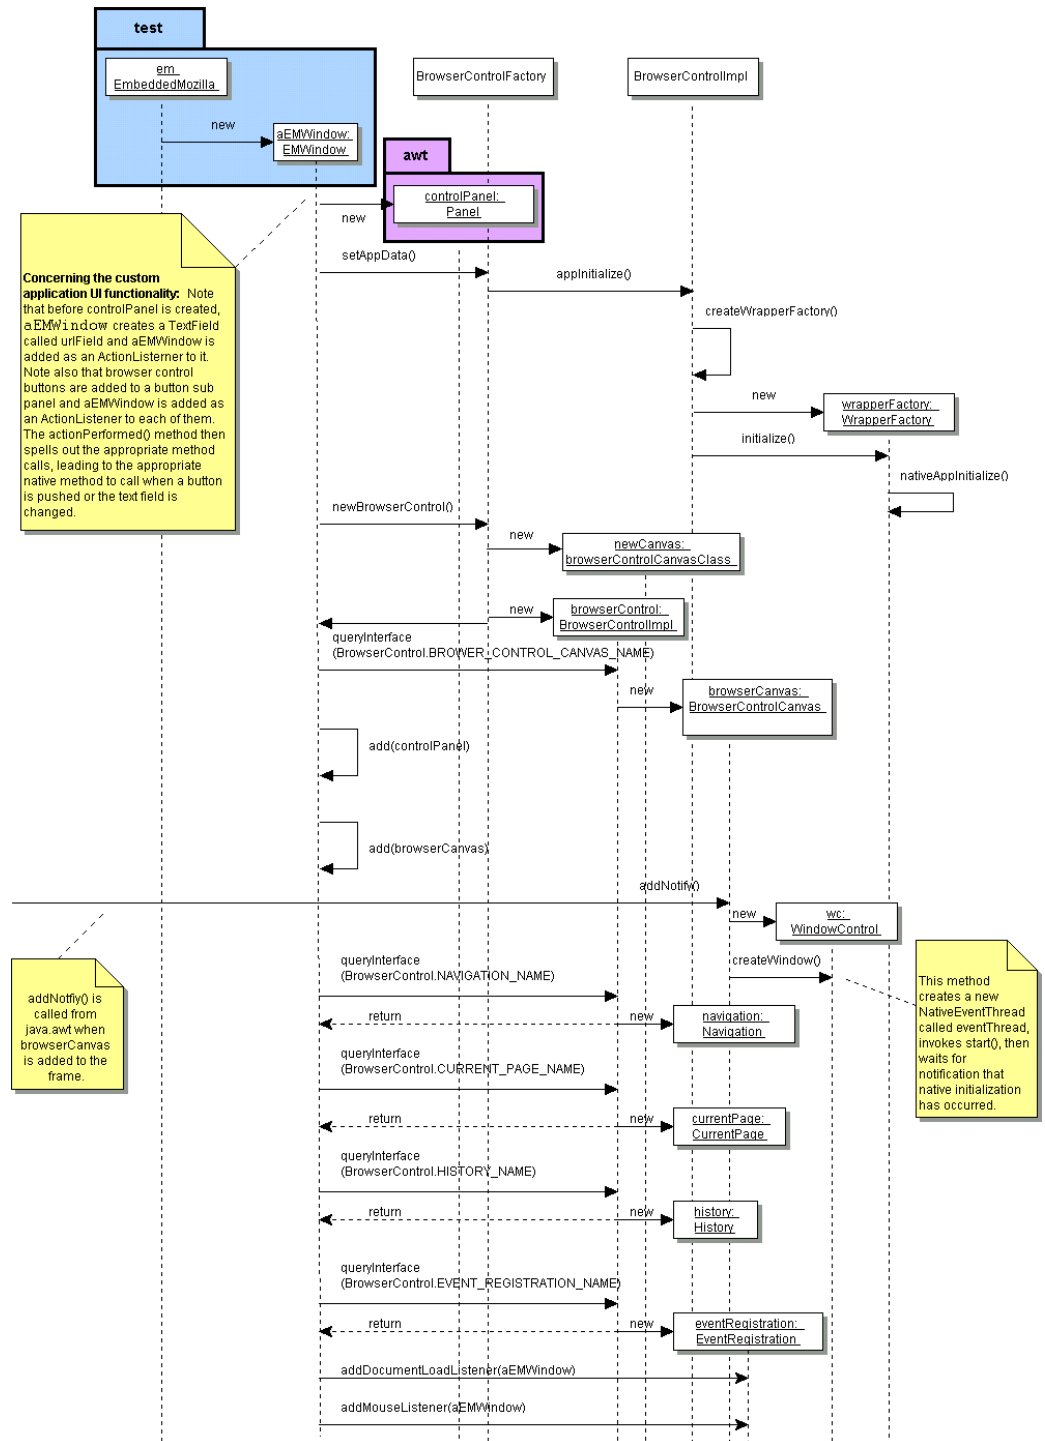 test
em
EmbeddedMozilla
BrowserControlFactory
BrowserControlImpl
new
aEMWindow:
EMWindow
awt
controlPanel:
Panel
new
setAppData()
appInitialize()
Concerning the custom
application UI functionality: Note
that before controlPanel is created,
aEMWindow creates a TextField
called urlField and aEMWindow is
added as an ActionListerner to it.
Note also that browser control
buttons are added to a button sub
panel and aEMWindow is added as
an ActionListener to each of them.
The actionPerformed() method then
spells out the appropriate method
calls, leading to the appropriate
native method to call when a button
is pushed or the text field is
changed.
createWrapperFactory()
new
wrapperFactory:
WrapperFactory
initialize()
nativeAppInitialize()
newBrowserControl()
new
newCanvas:
browserControlCanvasClass
new
browserControl:
BrowserControlImpl
queryInterface
(BrowserControl.BROWER_CONTROL_CANVAS_NAME)
new
browserCanvas:
BrowserControlCanvas
add(controlPanel)
add(browserCanvas)
addNotify()
new
wc:
WindowControl
createWindow()
addNotfiy() is
called from
java.awt when
browserCanvas
is added to the
frame.
This method
creates a new
NativeEventThread
called eventThread,
invokes start(), then
waits for
notification that
native initialization
has occurred.
queryInterface
(BrowserControl.NAVIGATION_NAME)
return
new
navigation:
Navigation
queryInterface
(BrowserControl.CURRENT_PAGE_NAME)
return
new
currentPage:
CurrentPage
queryInterface
(BrowserControl.HISTORY_NAME)
return
new
history:
History
queryInterface
(BrowserControl.EVENT_REGISTRATION_NAME)
return
new
eventRegistration:
EventRegistration
addDocumentLoadListener(aEMWindow)
addMouseListener(aEMWindow)